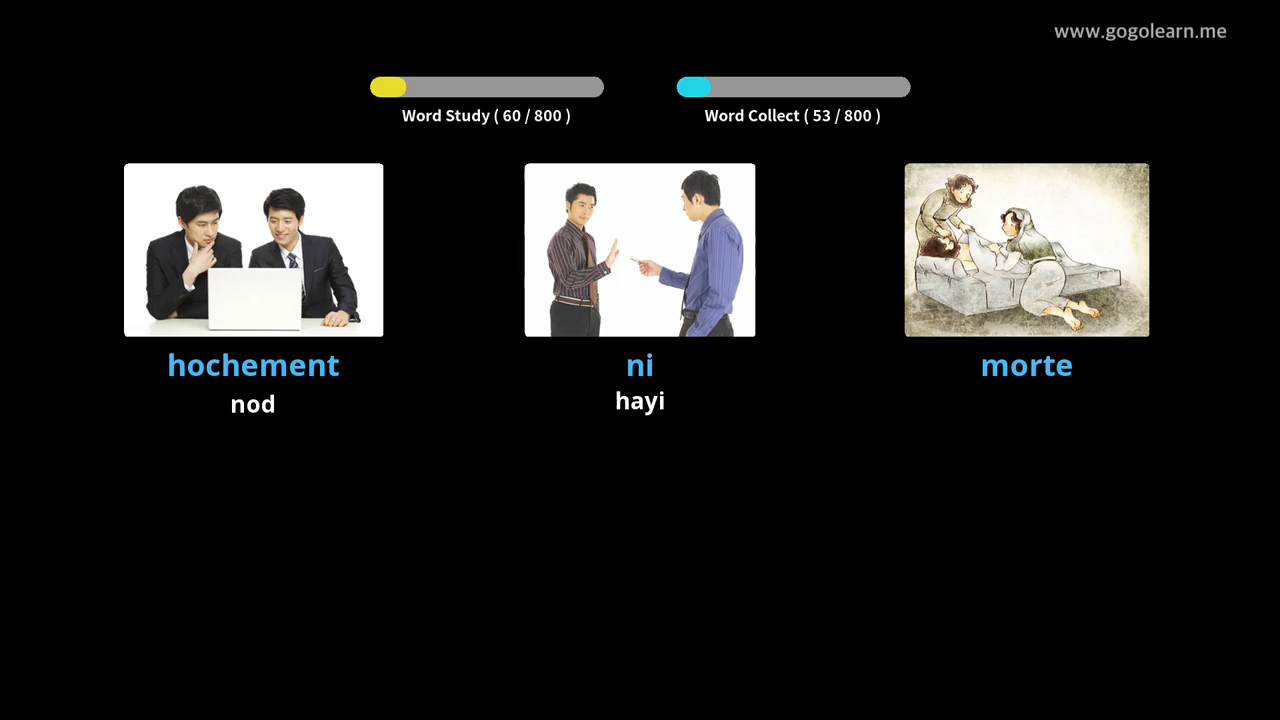 www.gogolearn.me
Word Study ( 60 / 800 )
Word Collect ( 53 / 800 )
hochement
nod
ni
hayi
morte